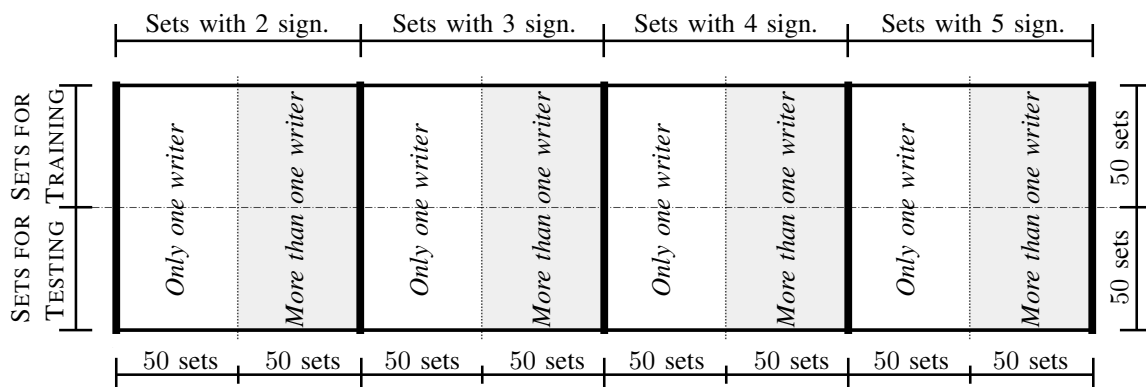 Sets with 2 sign. Sets with 3 sign. Sets with 4 sign. Sets with 5 sign.
SETS FOR
TRAINING
SETS FOR
TESTING
Only one writer
More than one writer
Only one writer
More than one writer
Only one writer
More than one writer
Only one writer
More than one writer
50 sets
50 sets
50 sets 50 sets 50 sets 50 sets 50 sets 50 sets 50 sets 50 sets